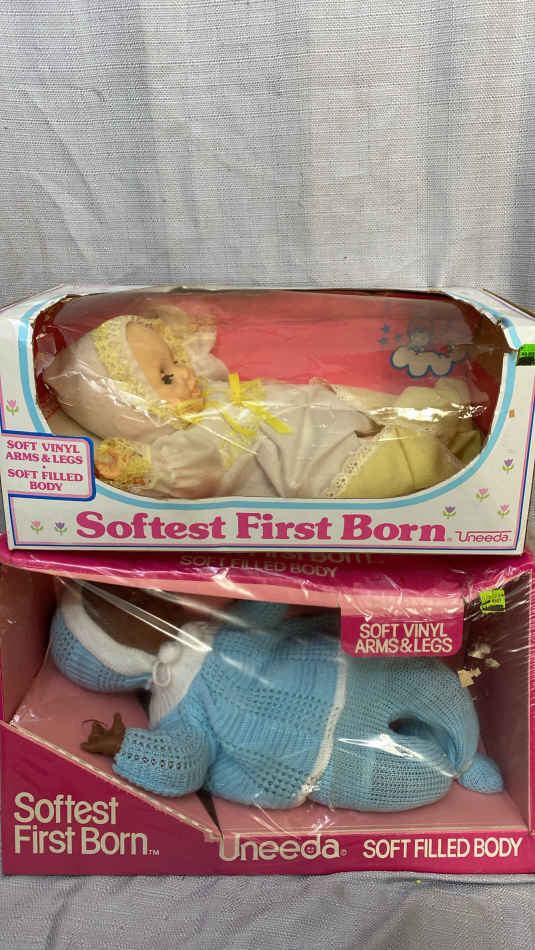 SOFT VINYL
ARMS & LEGS
•
SOFT FILLED
BODY
Softest First Born®
Uneeda®
SOFT FILLED BODY
SOFT VINYL
ARMS & LEGS
Softest
First Born™
Uneeda®
SOFT FILLED BODY